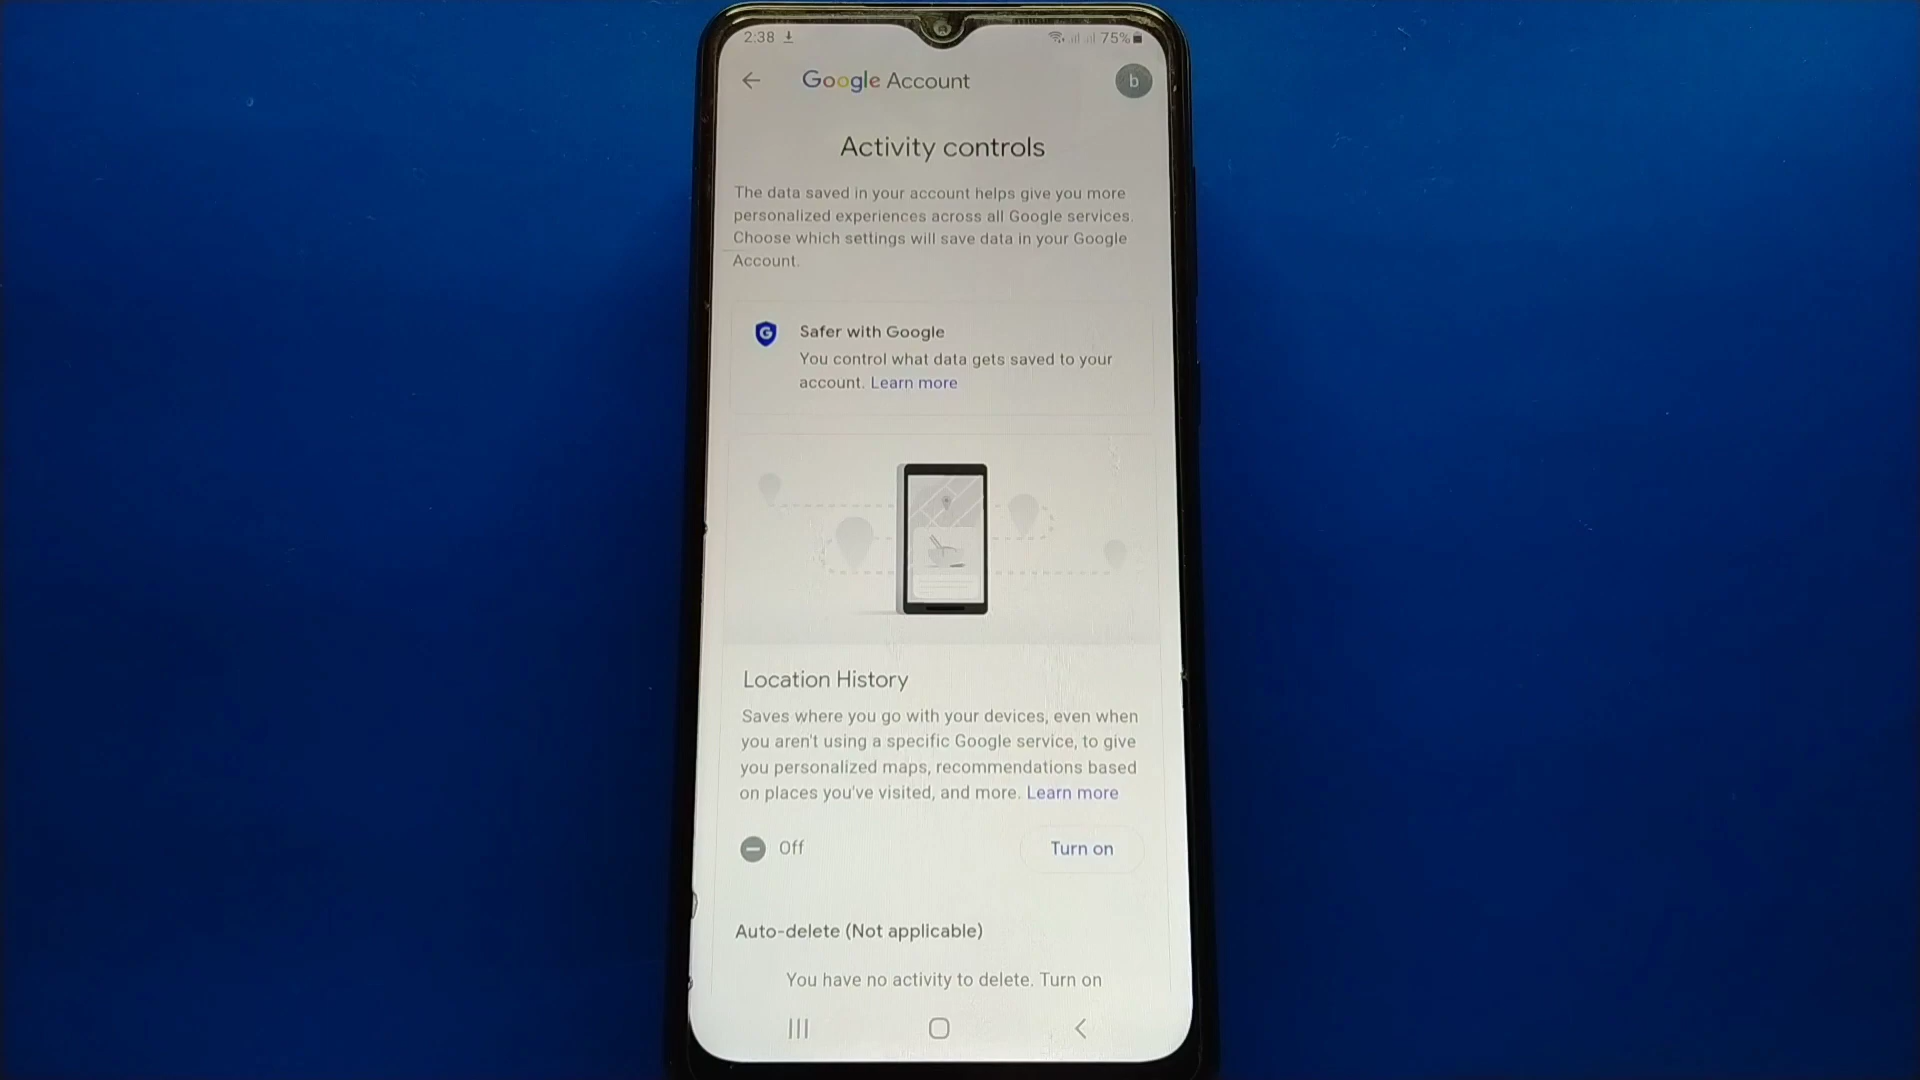 2:38 75%
Google Account b
Activity controls
The data saved in your account helps give you more
personalized experiences across all Google services.
Choose which settings will save data in your Google
Account.
G Safer with Google
You control what data gets saved to your
account. Learn more
Location History
Saves where you go with your devices, even when
you aren't using a specific Google service, to give
you personalized maps, recommendations based
on places you've visited, and more. Learn more
Off Turn on
Auto-delete (Not applicable)
You have no activity to delete. Turn on